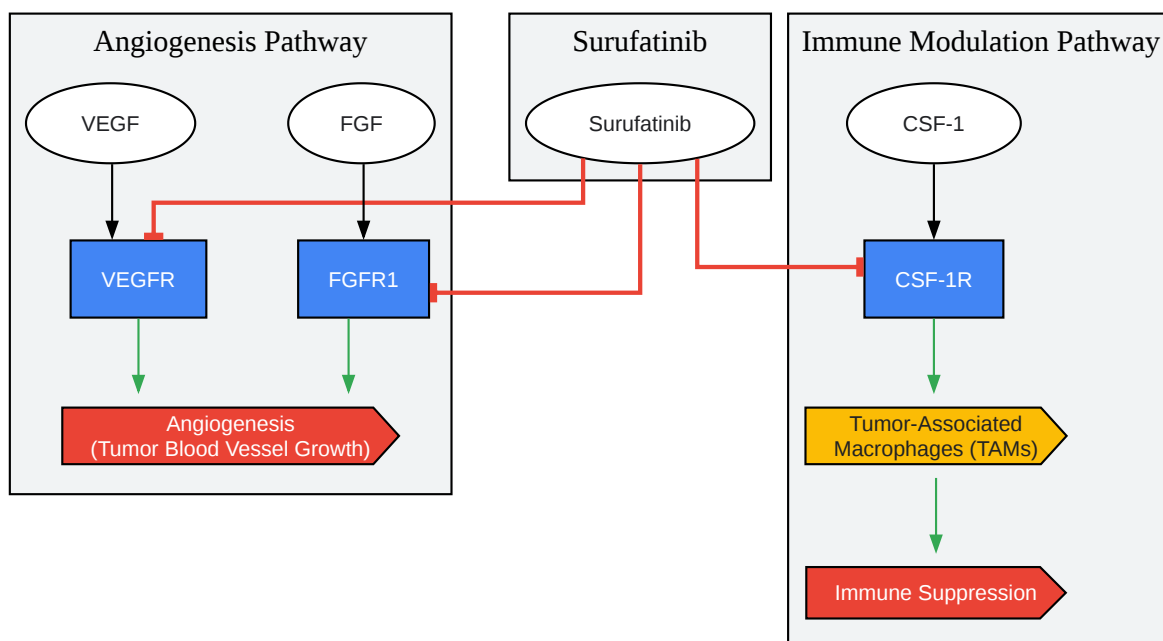 Angiogenesis Pathway
Surufatinib
Immune Modulation Pathway
VEGF
FGF
Surufatinib
CSF-1
VEGFR
FGFR1
CSF-1R
Angiogenesis
(Tumor Blood Vessel Growth)
Tumor-Associated
Macrophages (TAMs)
Immune Suppression